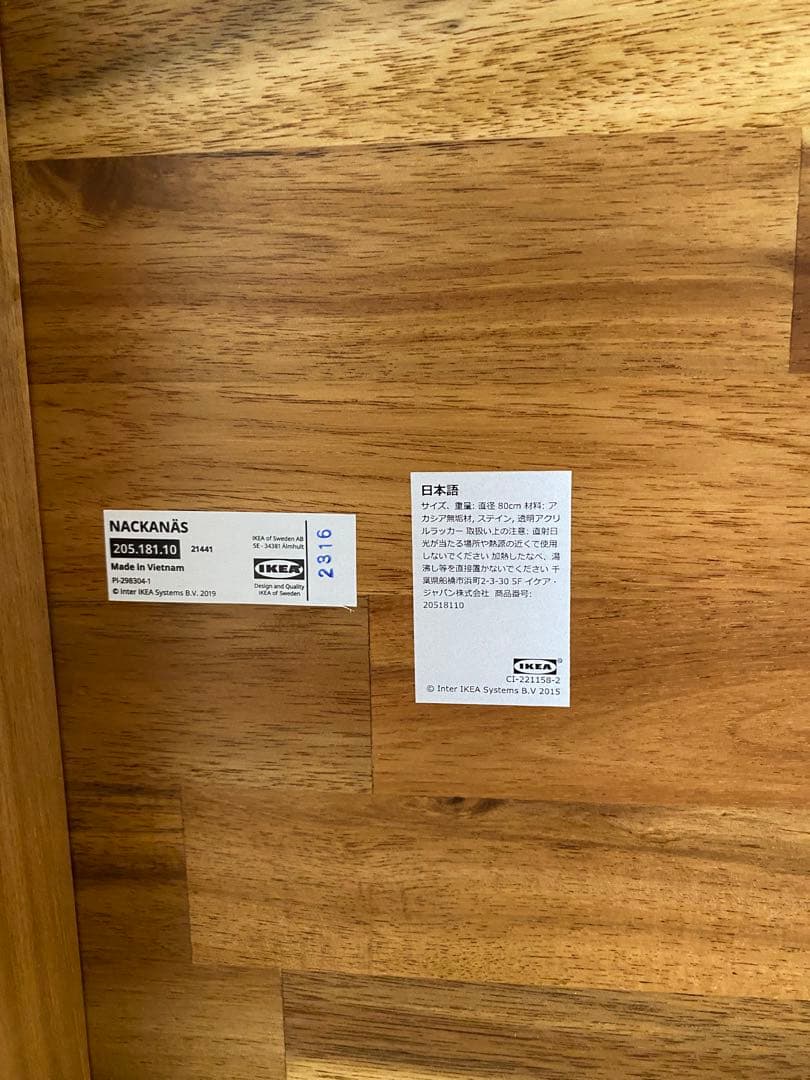 NACKANÄS
205.181.10 21441
Made in Vietnam
PI-298304-1
© Inter IKEA Systems B.V. 2019
IKEA of Sweden AB
SE - 34381 Älmhult
IKEA
Design and Quality
IKEA of Sweden
2316
日本語
サイズ、重量: 直径 80cm 材料: ア
カシア無垢材, ステイン, 透明アクリ
ルラッカー 取扱い上の注意: 直射日
光が当たる場所や熱源の近くで使用
しないでください 加熱したなべ、湯
沸し等を直接置かないでください 千
葉県船橋市浜町2-3-30 5F イケア・
ジャパン株式会社 商品番号:
20518110
IKEA®
CI-221158-2
© Inter IKEA Systems B.V 2015